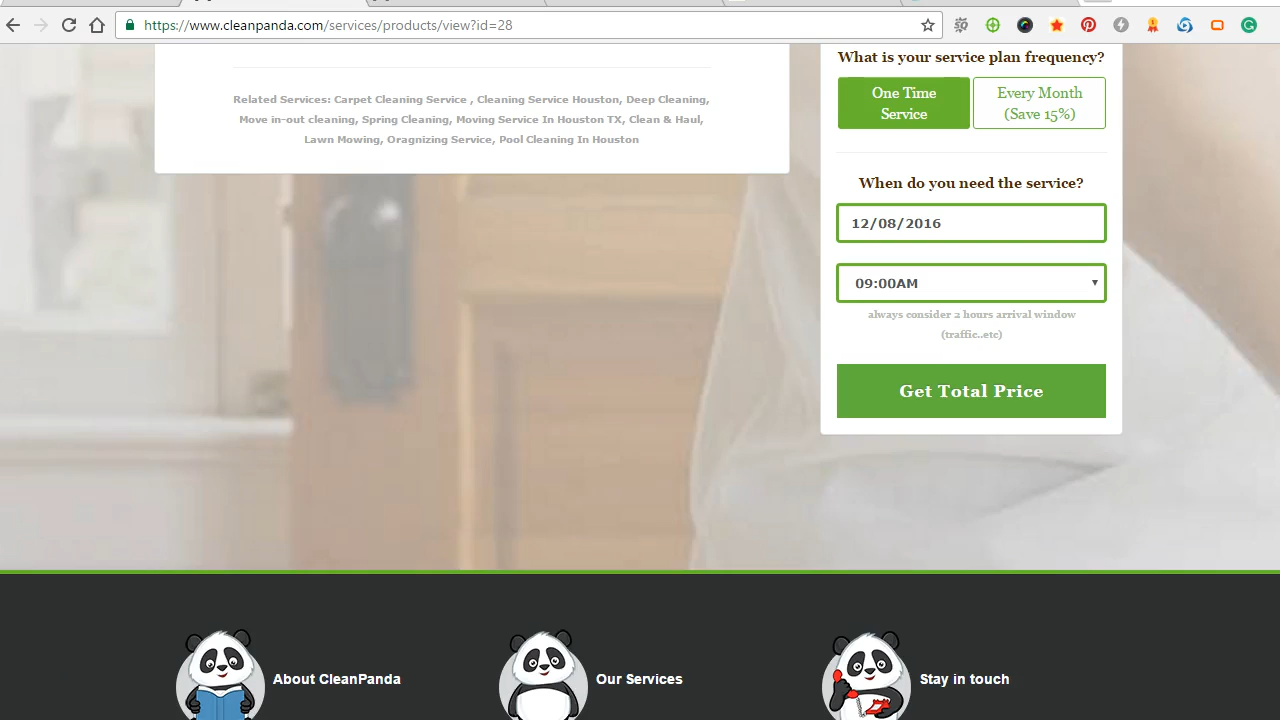 https://www.cleanpanda.com/services/products/view?id=28
What is your service plan frequency?
One Time
Service
Every Month
(Save 15%)
Related Services: Carpet Cleaning Service , Cleaning Service Houston, Deep Cleaning,
Move in-out cleaning, Spring Cleaning, Moving Service In Houston TX, Clean & Haul,
Lawn Mowing, Oragnizing Service, Pool Cleaning In Houston
When do you need the service?
12/08/2016
09:00AM
always consider 2 hours arrival window
(traffic..etc)
Get Total Price
About CleanPanda
Our Services
Stay in touch